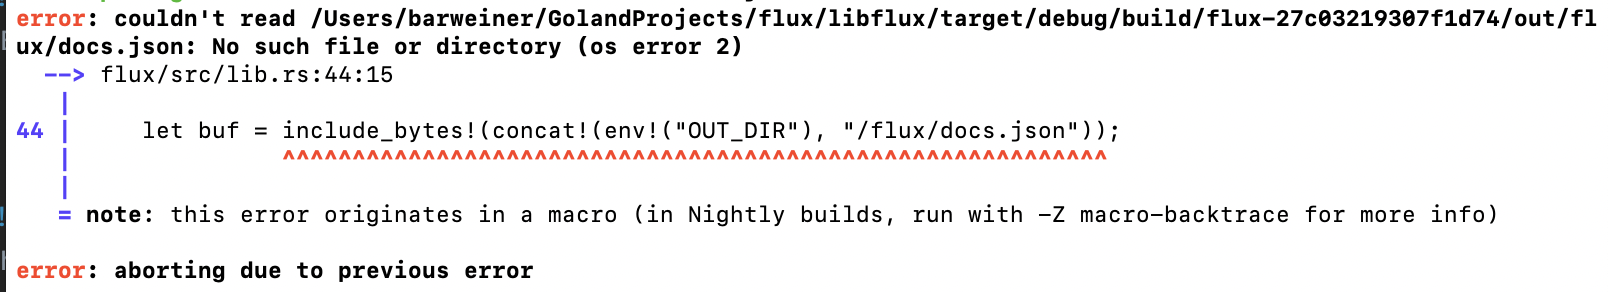 error: couldn't read /Users/barweiner/GolandProjects/flux/libflux/target/debug/build/flux-27c03219307f1d74/out/fl
ux/docs.json: No such file or directory (os error 2)
--> flux/src/lib.rs:44:15
|
44 | let buf = include_bytes!(concat!(env!("OUT_DIR"), "/flux/docs.json"));
| ^^^^^^^^^^^^^^^^^^^^^^^^^^^^^^^^^^^^^^^^^^^^^^^^^^^^^^^^^^^
|
= note: this error originates in a macro (in Nightly builds, run with -Z macro-backtrace for more info)
error: aborting due to previous error